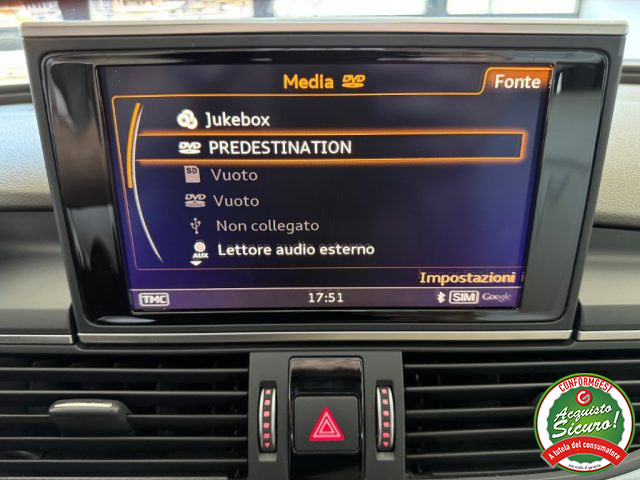 Media DVD
Fonte
Jukebox
DVD PREDESTINATION
SD Vuoto
DVD Vuoto
Non collegato
AUX Lettore audio esterno
Impostazioni
TMC 17:51 SIM Google
CONFORMGEST
Acquisto
Sicuro!
A tutela del consumatore